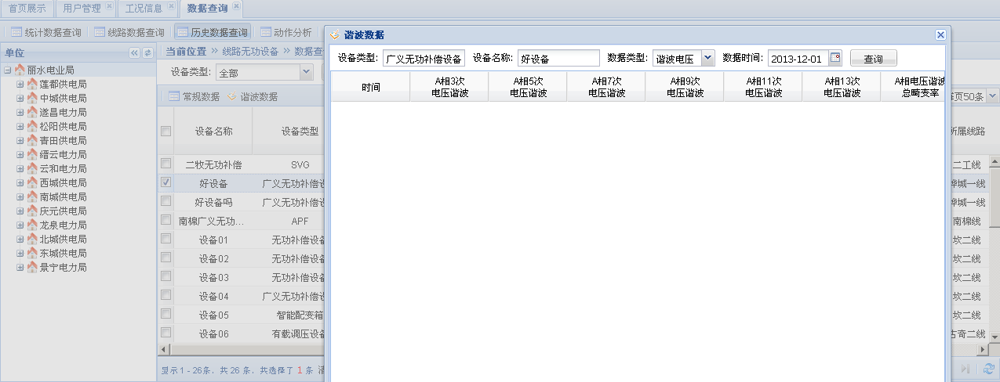 首页展示 用户管理 工况信息 数据查询
统计数据查询 线路数据查询 历史数据查询 动作分析
单位
丽水电业局
莲都供电局
中城供电局
遂昌电力局
松阳供电局
青田供电局
缙云电力局
云和电力局
西城供电局
南城供电局
庆元供电局
龙泉电力局
北城供电局
东城供电局
景宁电力局
当前位置 » 线路无功设备 » 数据查
设备类型: 全部
常规数据 谐波数据
设备名称 设备类型 所属线路
二牧无功补偿 SVG 二工线
好设备 广义无功补偿设 城一线
好设备吗 广义无功补偿设 城一线
南棉广义无功... APF 南棉线
设备01 无功补偿设备 坎二线
设备02 无功补偿设备 坎二线
设备03 无功补偿设备 坎二线
设备04 广义无功补偿设 坎二线
设备05 智能配变箱 坎二线
设备06 有载调压设备 古奇二线
显示 1 - 26条, 共 26 条, 共选择了 1 条 清
每页50条
谐波数据
设备类型: 广义无功补偿设备 设备名称: 好设备 数据类型: 谐波电压 数据时间: 2013-12-01 查询
时间 A相3次 A相5次 A相7次 A相9次 A相11次 A相13次 A相电压谐波
电压谐波 电压谐波 电压谐波 电压谐波 电压谐波 电压谐波 总畸变率